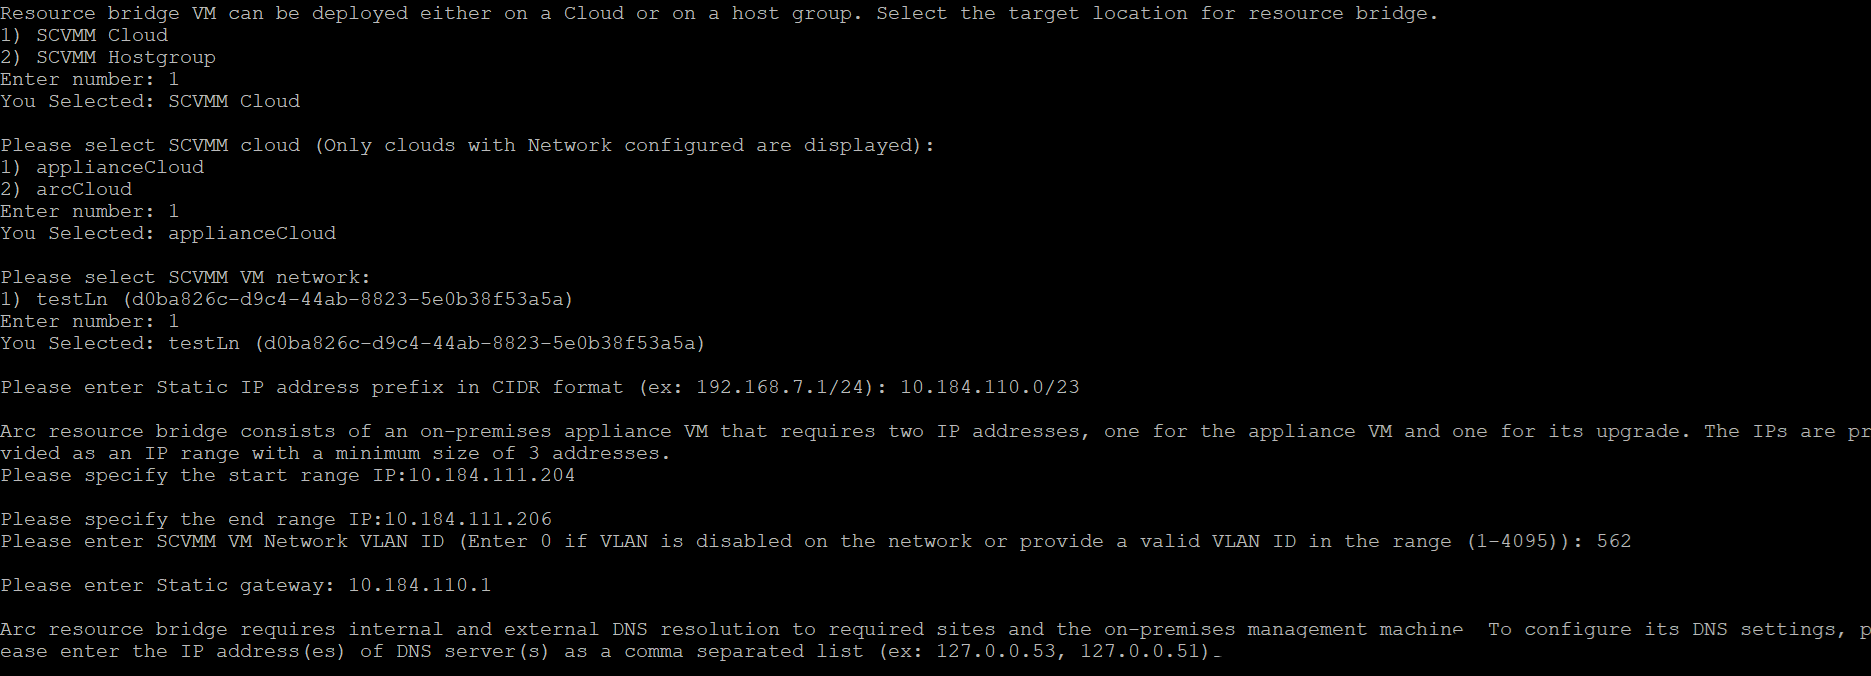 Resource bridge VM can be deployed either on a Cloud or on a host group. Select the target location for resource bridge.
1) SCVMM Cloud
2) SCVMM Hostgroup
Enter number: 1
You Selected: SCVMM Cloud
Please select SCVMM cloud (Only clouds with Network configured are displayed):
1) applianceCloud
2) arcCloud
Enter number: 1
You Selected: applianceCloud
Please select SCVMM VM network:
1) testLn (d0ba826c-d9c4-44ab-8823-5e0b38f53a5a)
Enter number: 1
You Selected: testLn (d0ba826c-d9c4-44ab-8823-5e0b38f53a5a)
Please enter Static IP address prefix in CIDR format (ex: 192.168.7.1/24): 10.184.110.0/23
Arc resource bridge consists of an on-premises appliance VM that requires two IP addresses, one for the appliance VM and one for its upgrade. The IPs are pr
vided as an IP range with a minimum size of 3 addresses.
Please specify the start range IP:10.184.111.204
Please specify the end range IP:10.184.111.206
Please enter SCVMM VM Network VLAN ID (Enter 0 if VLAN is disabled on the network or provide a valid VLAN ID in the range (1-4095)): 562
Please enter Static gateway: 10.184.110.1
Arc resource bridge requires internal and external DNS resolution to required sites and the on-premises management machine  To configure its DNS settings, p
ease enter the IP address(es) of DNS server(s) as a comma separated list (ex: 127.0.0.53, 127.0.0.51)